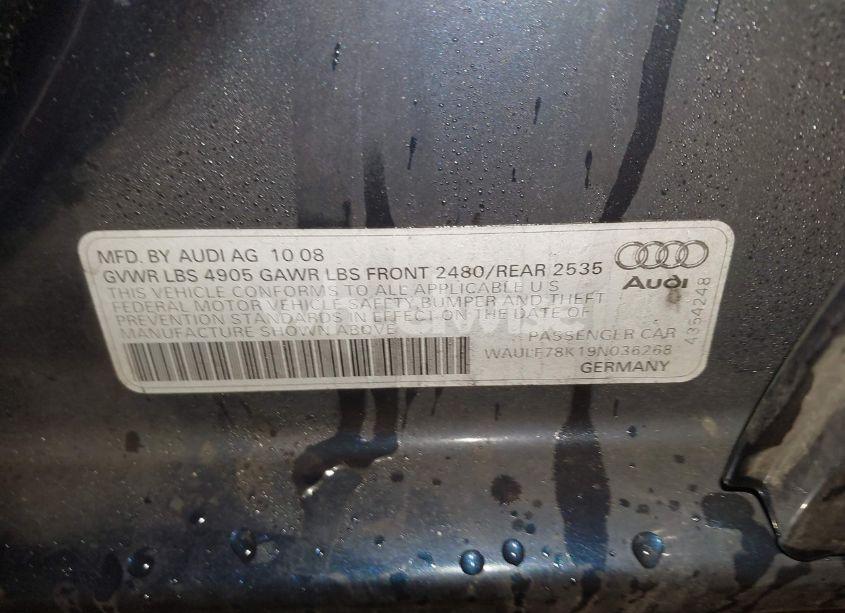 MFD. BY AUDI AG 10 08
GVWR LBS 4905 GAWR LBS FRONT 2480/REAR 2535
THIS VEHICLE CONFORMS TO ALL APPLICABLE U S
FEDERAL MOTOR VEHICLE SAFETY BUMPER AND THEFT
PREVENTION STANDARDS IN EFFECT ON THE DATE OF
MANUFACTURE SHOWN ABOVE
PASSENGER CAR
WAULF78K19N036268
GERMANY
Audi
4354248